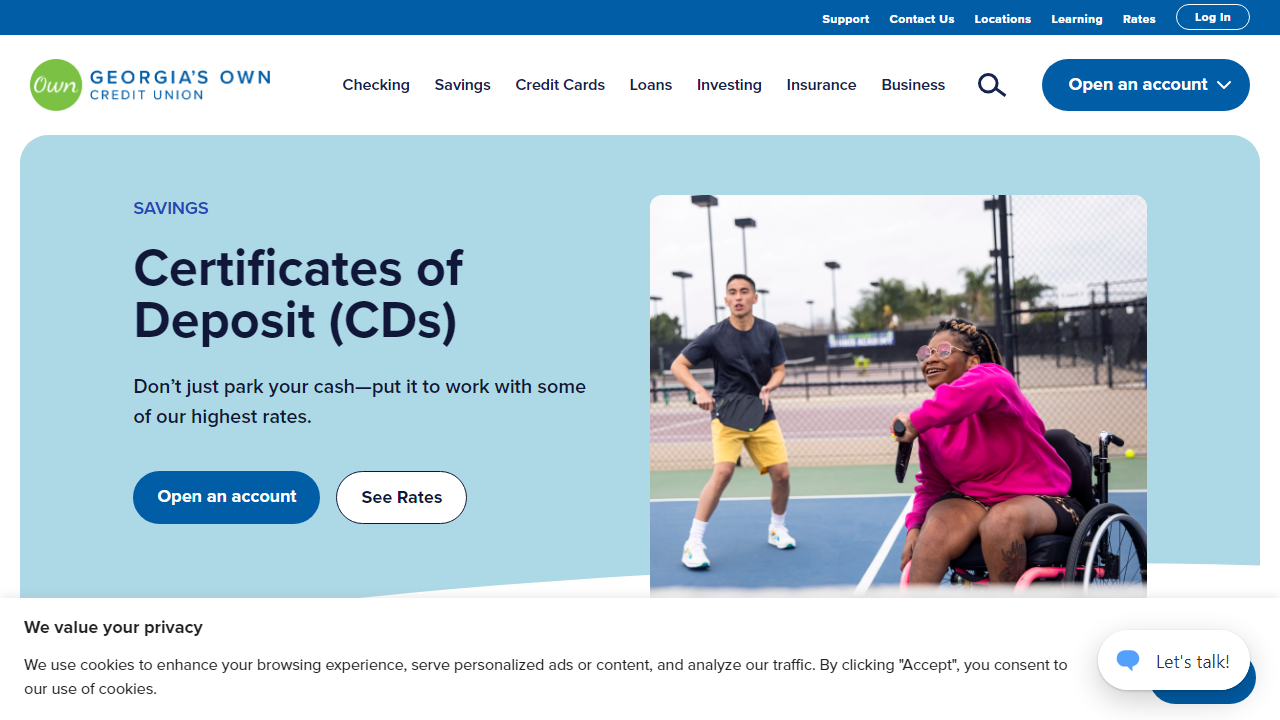 Support Contact Us Locations Learning Rates Log In
Own GEORGIA'S OWN
CREDIT UNION
Checking Savings Credit Cards Loans Investing Insurance Business Open an account
SAVINGS
Certificates of
Deposit (CDs)
Don’t just park your cash—put it to work with some
of our highest rates.
Open an account See Rates
We value your privacy
We use cookies to enhance your browsing experience, serve personalized ads or content, and analyze our traffic. By clicking "Accept", you consent to
our use of cookies.
Let's talk!